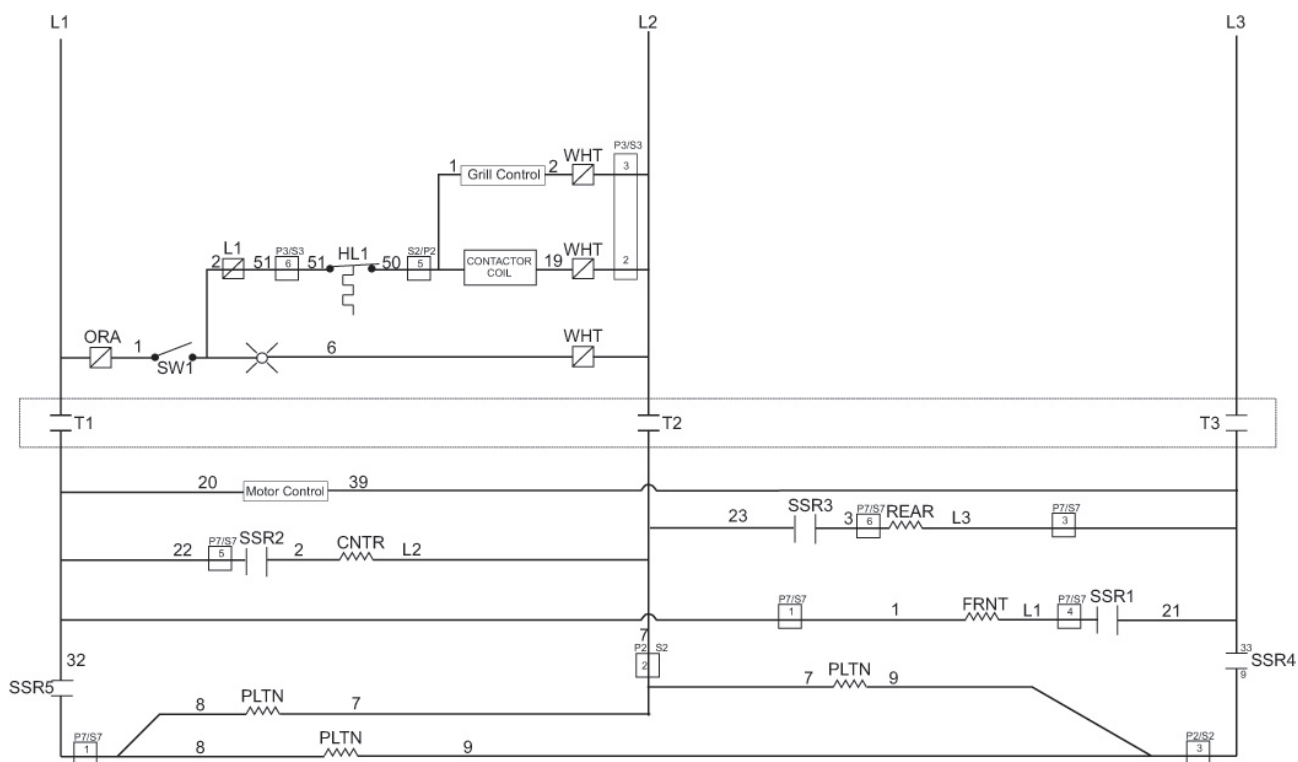 L1 L2 L3
P3/S3
1 Grill Control 2 WHT 3
L1 P3/S3 HL1 S2/P2 WHT
2 51 6 51 50 5 CONTACTOR COIL 19 2
ORA 1 SW1 6 WHT
T1 T2 T3
20 Motor Control 39
SSR3 P7/S7 REAR P7/S7
23 3 6 L3 3
P7/S7 SSR2 CNTR
22 5 2 L2
P7/S7 FRNT P7/S7 SSR1
1 1 L1 4 21
7
32 P2 S2 33
SSR5 2 SSR4
9
PLTN
7 9
PLTN
8 7
P7/S7 PLTN P2/S2
1 8 9 3